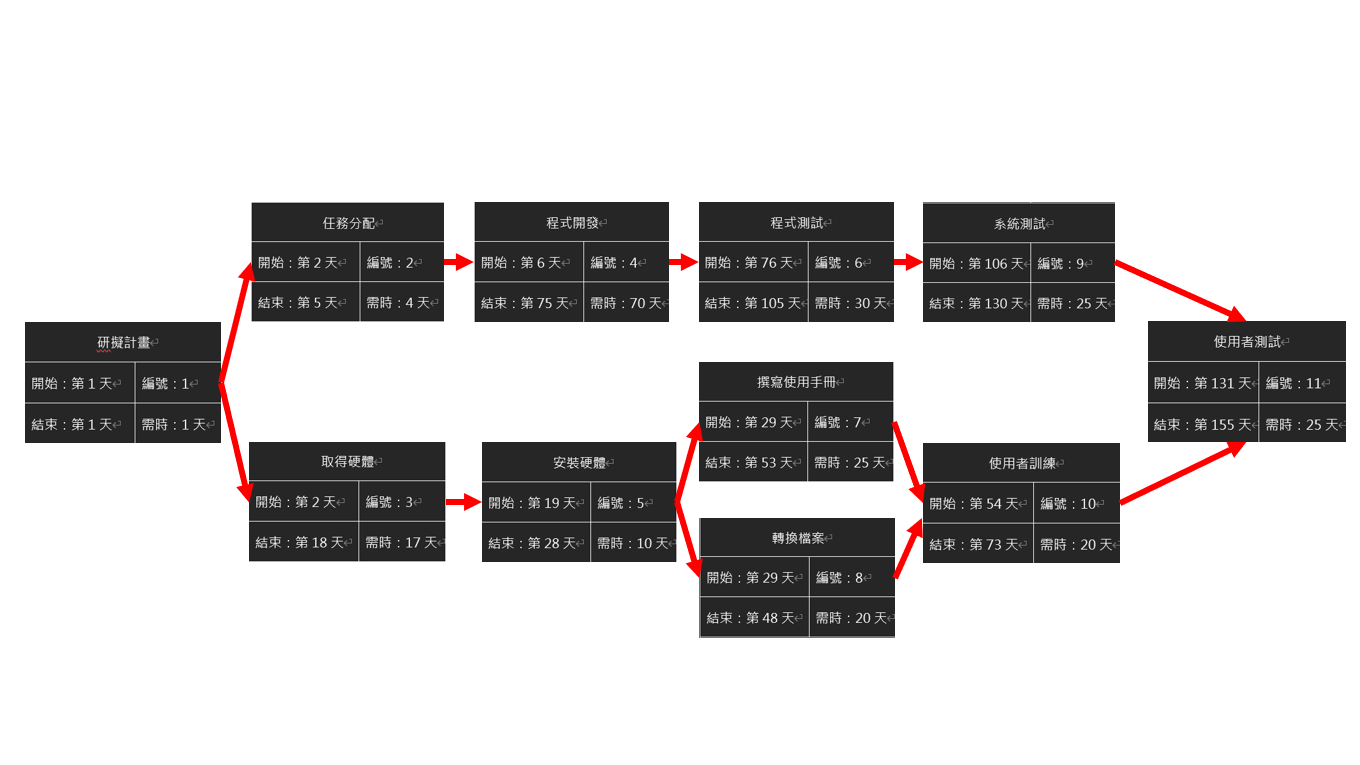 研擬計畫
開始：第 1 天 編號：1
結束：第 1 天 需時：1 天
任務分配
開始：第 2 天 編號：2
結束：第 5 天 需時：4 天
取得硬體
開始：第 2 天 編號：3
結束：第 18 天 需時：17 天
程式開發
開始：第 6 天 編號：4
結束：第 75 天 需時：70 天
安裝硬體
開始：第 19 天 編號：5
結束：第 28 天 需時：10 天
程式測試
開始：第 76 天 編號：6
結束：第 105 天 需時：30 天
撰寫使用手冊
開始：第 29 天 編號：7
結束：第 53 天 需時：25 天
轉換檔案
開始：第 29 天 編號：8
結束：第 48 天 需時：20 天
系統測試
開始：第 106 天 編號：9
結束：第 130 天 需時：25 天
使用者訓練
開始：第 54 天 編號：10
結束：第 73 天 需時：20 天
使用者測試
開始：第 131 天 編號：11
結束：第 155 天 需時：25 天